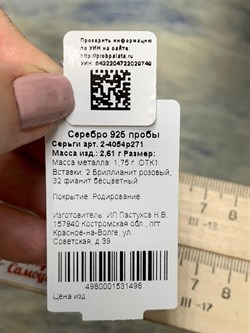 Проверить информацию
по УИН на сайте:
http://probpalata.ru
УИН 6432204722028748
Серебро 925 пробы
Серьги арт. 2-4054р271
Масса изд.: 2,61 г Размер:
Масса металла: 1,75 г ОТК1
Вставки: 2 Бриллианит розовый,
32 фианит бесцветный
Покрытие: Родирование
Изготовитель: ИП Пастухов Н.В.
157940 Костромская обл., пгт
Красное-на-Волге, ул.
Советская, д.39
4980001531498
Цена изд.